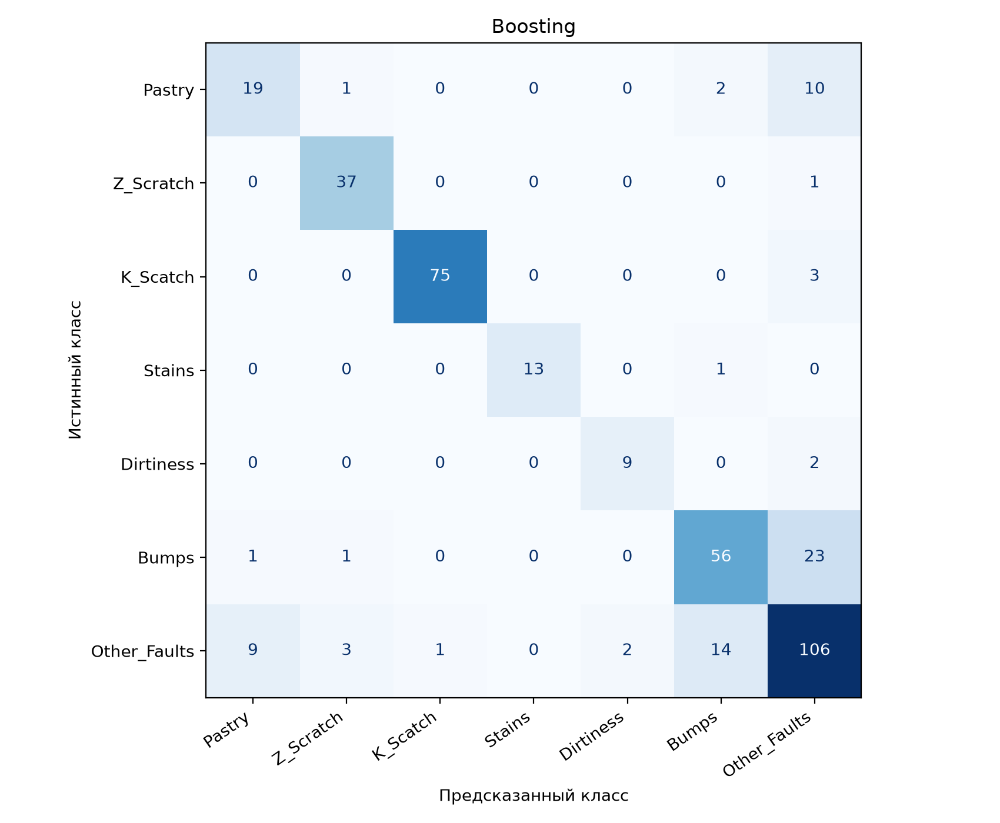 Boosting
Pastry 19 1 0 0 0 2 10
Z_Scratch 0 37 0 0 0 0 1
K_Scatch 0 0 75 0 0 0 3
Stains 0 0 0 13 0 1 0
Dirtiness 0 0 0 0 9 0 2
Bumps 1 1 0 0 0 56 23
Other_Faults 9 3 1 0 2 14 106
Истинный класс
Pastry Z_Scratch K_Scatch Stains Dirtiness Bumps Other_Faults
Предсказанный класс